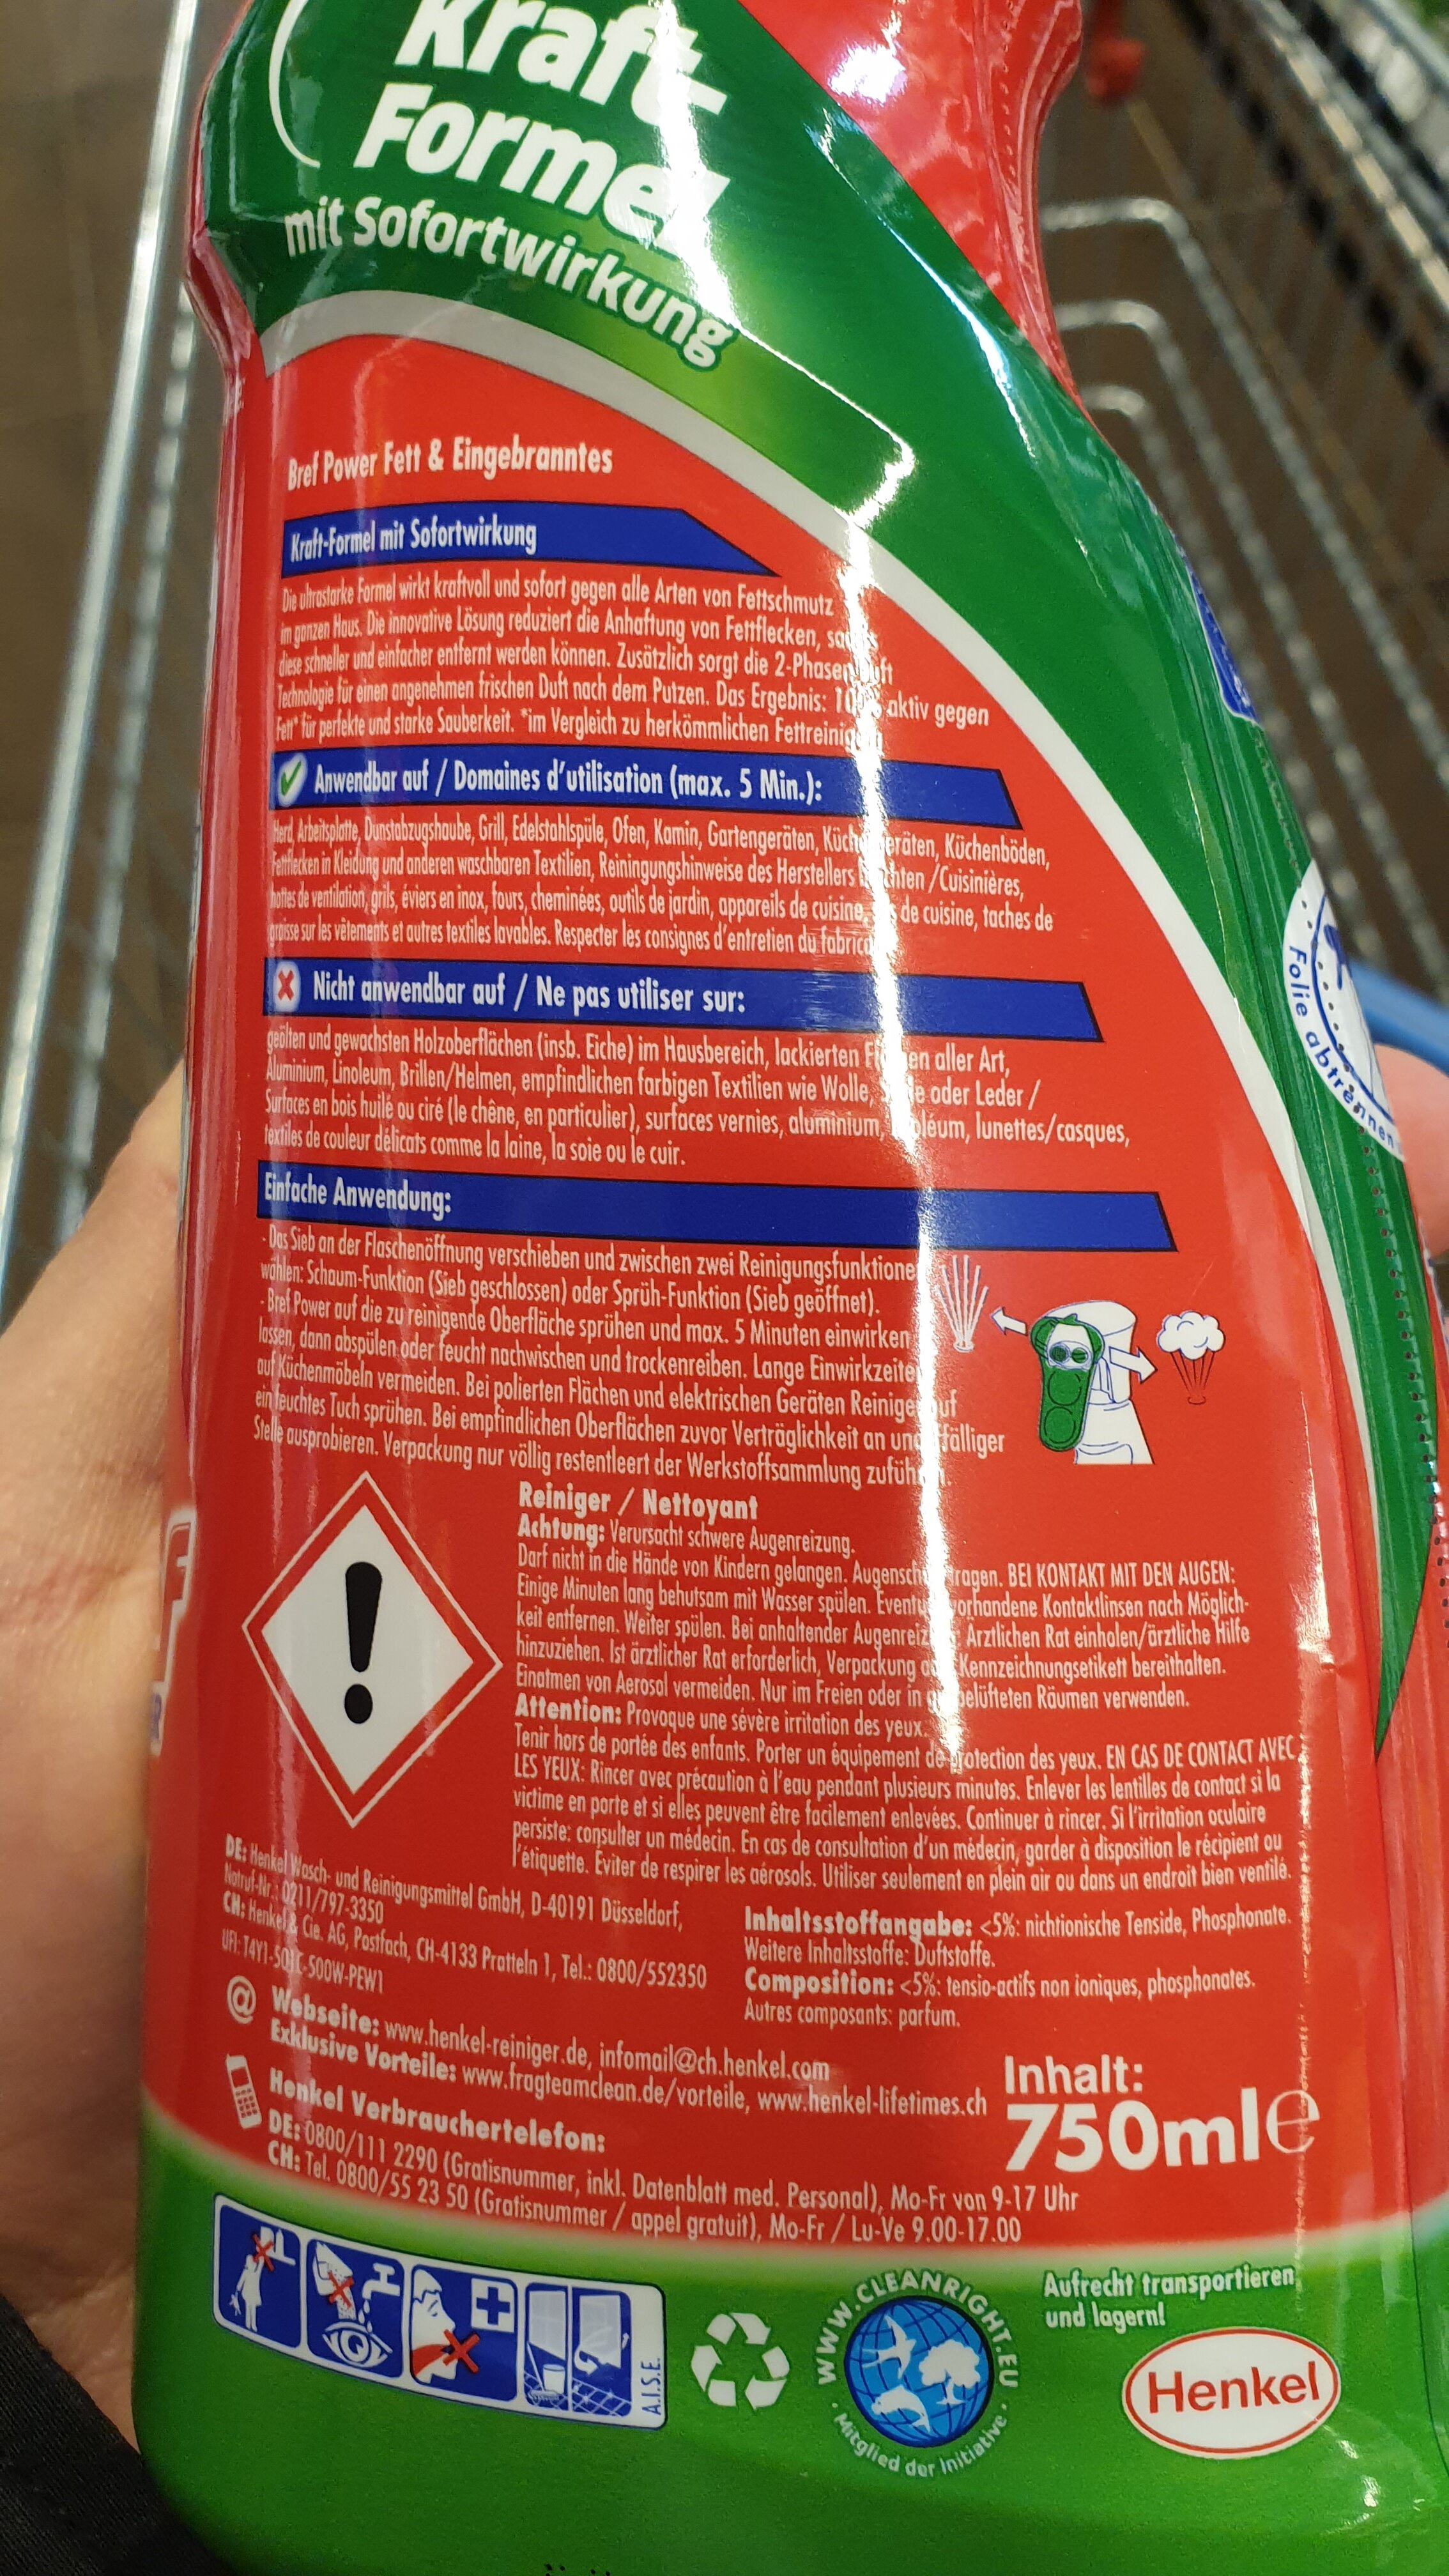 Kraft-
Formel
mit Sofortwirkung
Bref Power Fett & Eingebranntes
Kraft-Formel mit Sofortwirkung
Die ultrastarke Formel wirkt kraftvoll und sofort gegen alle Arten von Fettschmutz
im ganzen Haus. Die innovative Lösung reduziert die Anhaftung von Fettflecken,
diese schneller und einfacher entfernt werden können. Zusätzlich sorgt die 2-Phasen
Technologie für einen angenehmen frischen Duft nach dem Putzen. Das Ergebnis: aktiv gegen
Fett* für perfekte und starke Sauberkeit. *im Vergleich zu herkömmlichen
Anwendbar auf / Domaines d'utilisation (max. 5 Min.):
Herd, Arbeitsplatte, Dunstabzugshaube, Grill, Edelstahlspüle, Ofen, Kamin, Gartengeräten, Küchenböden,
Fettflecken in Kleidung und anderen waschbaren Textilien, Reiningungshinweise des Herstellers /Cuisinières,
hottes de ventilation, grils, éviers en inox, fours, cheminées, outils de jardin, appareils de cuisine, de cuisine, taches de
graisse sur les vêtements et autres textiles lavables. Respecter les consignes d'entretien du
Nicht anwendbar auf / Ne pas utiliser sur:
geölten und gewachsten Holzoberflächen (insb. Eiche) im Hausbereich, lackierten aller Art,
Aluminium, Linoleum, Brillen/Helmen, empfindlichen farbigen Textilien wie Wolle, oder Leder /
Surfaces en bois huilé ou ciré (le chêne, en particulier), surfaces vernies, aluminium, lunettes/casques,
textiles de couleur délicats comme la laine, la soie ou le cuir.
Einfache Anwendung:
- Das Sieb an der Flaschenöffnung verschieben und zwischen zwei Reinigungsfunktionen
wählen: Schaum-Funktion (Sieb geschlossen) oder Sprüh-Funktion (Sieb geöffnet).
- Bref Power auf die zu reinigende Oberfläche sprühen und max. 5 Minuten einwirken
lassen, dann abspülen oder feucht nachwischen und trockenreiben. Lange Einwirkzeiten
auf Küchenmöbeln vermeiden. Bei polierten Flächen und elektrischen Geräten Reiniger auf
ein feuchtes Tuch sprühen. Bei empfindlichen Oberflächen zuvor Verträglichkeit an unauffälliger
Stelle ausprobieren. Verpackung nur völlig restentleert der Werkstoffsammlung
Reiniger / Nettoyant
Achtung: Verursacht schwere Augenreizung.
Darf nicht in die Hände von Kindern gelangen. BEI KONTAKT MIT DEN AUGEN:
Einige Minuten lang behutsam mit Wasser spülen. vorhandene Kontaktlinsen nach Möglich-
keit entfernen. Weiter spülen. Bei anhaltender Ärztlichen Rat einholen/ärztliche Hilfe
hinzuziehen. Ist ärztlicher Rat erforderlich, Verpackung Kennzeichnungsetikett bereithalten.
Einatmen von Aerosol vermeiden. Nur im Freien oder in belüfteten Räumen verwenden.
Attention: Provoque une sévère irritation des yeux.
Tenir hors de portée des enfants. Porter un équipement de protection des yeux. EN CAS DE CONTACT AVEC
LES YEUX: Rincer avec précaution à l'eau pendant plusieurs minutes. Enlever les lentilles de contact si la
victime en porte et si elles peuvent être facilement enlevées. Continuer à rincer. Si l'irritation oculaire
persiste: consulter un médecin. En cas de consultation d'un médecin, garder à disposition le récipient ou
l'étiquette. Eviter de respirer les aérosols. Utiliser seulement en plein air ou dans un endroit bien ventilé.
DE: Henkel Wasch- und Reinigungsmittel GmbH, D-40191 Düsseldorf,
Notruf-Nr.: 0211/797-3350
CH: Henkel & Cie. AG, Postfach, CH-4133 Pratteln 1, Tel.: 0800/552350
UFI:
Inhaltsstoffangabe: <5%: nichtionische Tenside, Phosphonate.
Weitere Inhaltsstoffe: Duftstoffe.
Composition: <5%: tensio-actifs non ioniques, phosphonates.
Autres composants: parfum.
@ Webseite: www.henkel-reiniger.de, infomail@ch.henkel.com
Exklusive Vorteile: www.fragteamclean.de/vorteile, www.henkel-lifetimes.ch
Henkel Verbrauchertelefon:
DE: 0800/111 2290 (Gratisnummer, inkl. Datenblatt med. Personal), Mo-Fr von 9-17 Uhr
CH: Tel. 0800/55 23 50 (Gratisnummer / appel gratuit), Mo-Fr / Lu-Ve 9.00-17.00
Inhalt:
750ml e
A.I.S.E.
WWW.CLEANRIGHT.EU
Mitglied der Initiative
Aufrecht transportieren
und lagern!
Henkel
Folie abtrennen